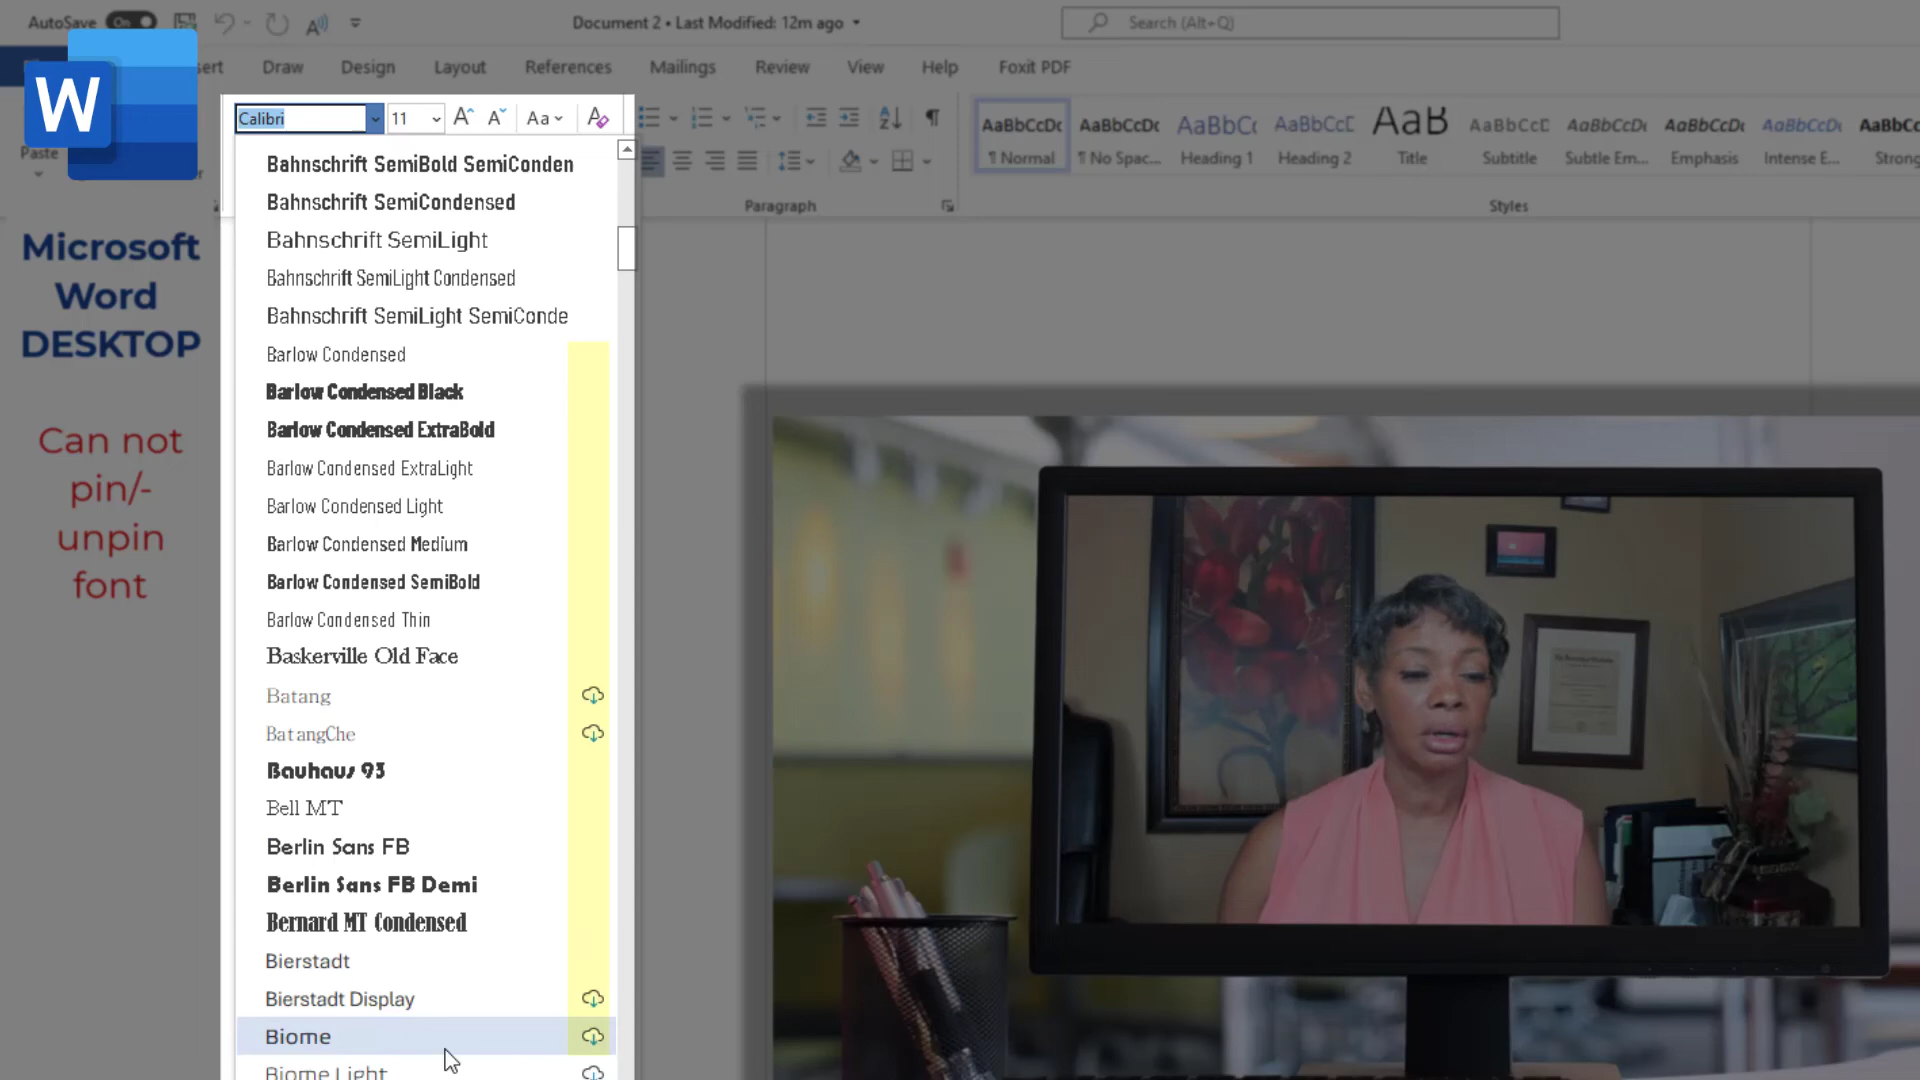 AutoSave On
Document 2 • Last Modified: 12m ago
Search (Alt+Q)
Draw
Design
Layout
References
Mailings
Review
View
Help
Foxit PDF
W
Paste
Calibri
11
Aa
AaBbCcDc
AaBbCcDc
AaBbCc
AaBbCcD
AaB
AaBbCcD
AaBbCcDc
AaBbCcDc
AaBbCcDc
AaBbCc
¶ Normal
¶ No Spac...
Heading 1
Heading 2
Title
Subtitle
Subtle Em...
Emphasis
Intense E...
Strong
Paragraph
Styles
Microsoft
Word
DESKTOP
Can not
pin/-
unpin
font
Bahnschrift SemiBold SemiConden
Bahnschrift SemiCondensed
Bahnschrift SemiLight
Bahnschrift SemiLight Condensed
Bahnschrift SemiLight SemiConde
Barlow Condensed
Barlow Condensed Black
Barlow Condensed ExtraBold
Barlow Condensed ExtraLight
Barlow Condensed Light
Barlow Condensed Medium
Barlow Condensed SemiBold
Barlow Condensed Thin
Baskerville Old Face
Batang
BatangChe
Bauhaus 93
Bell MT
Berlin Sans FB
Berlin Sans FB Demi
Bernard MT Condensed
Bierstadt
Bierstadt Display
Biome
Biome Light